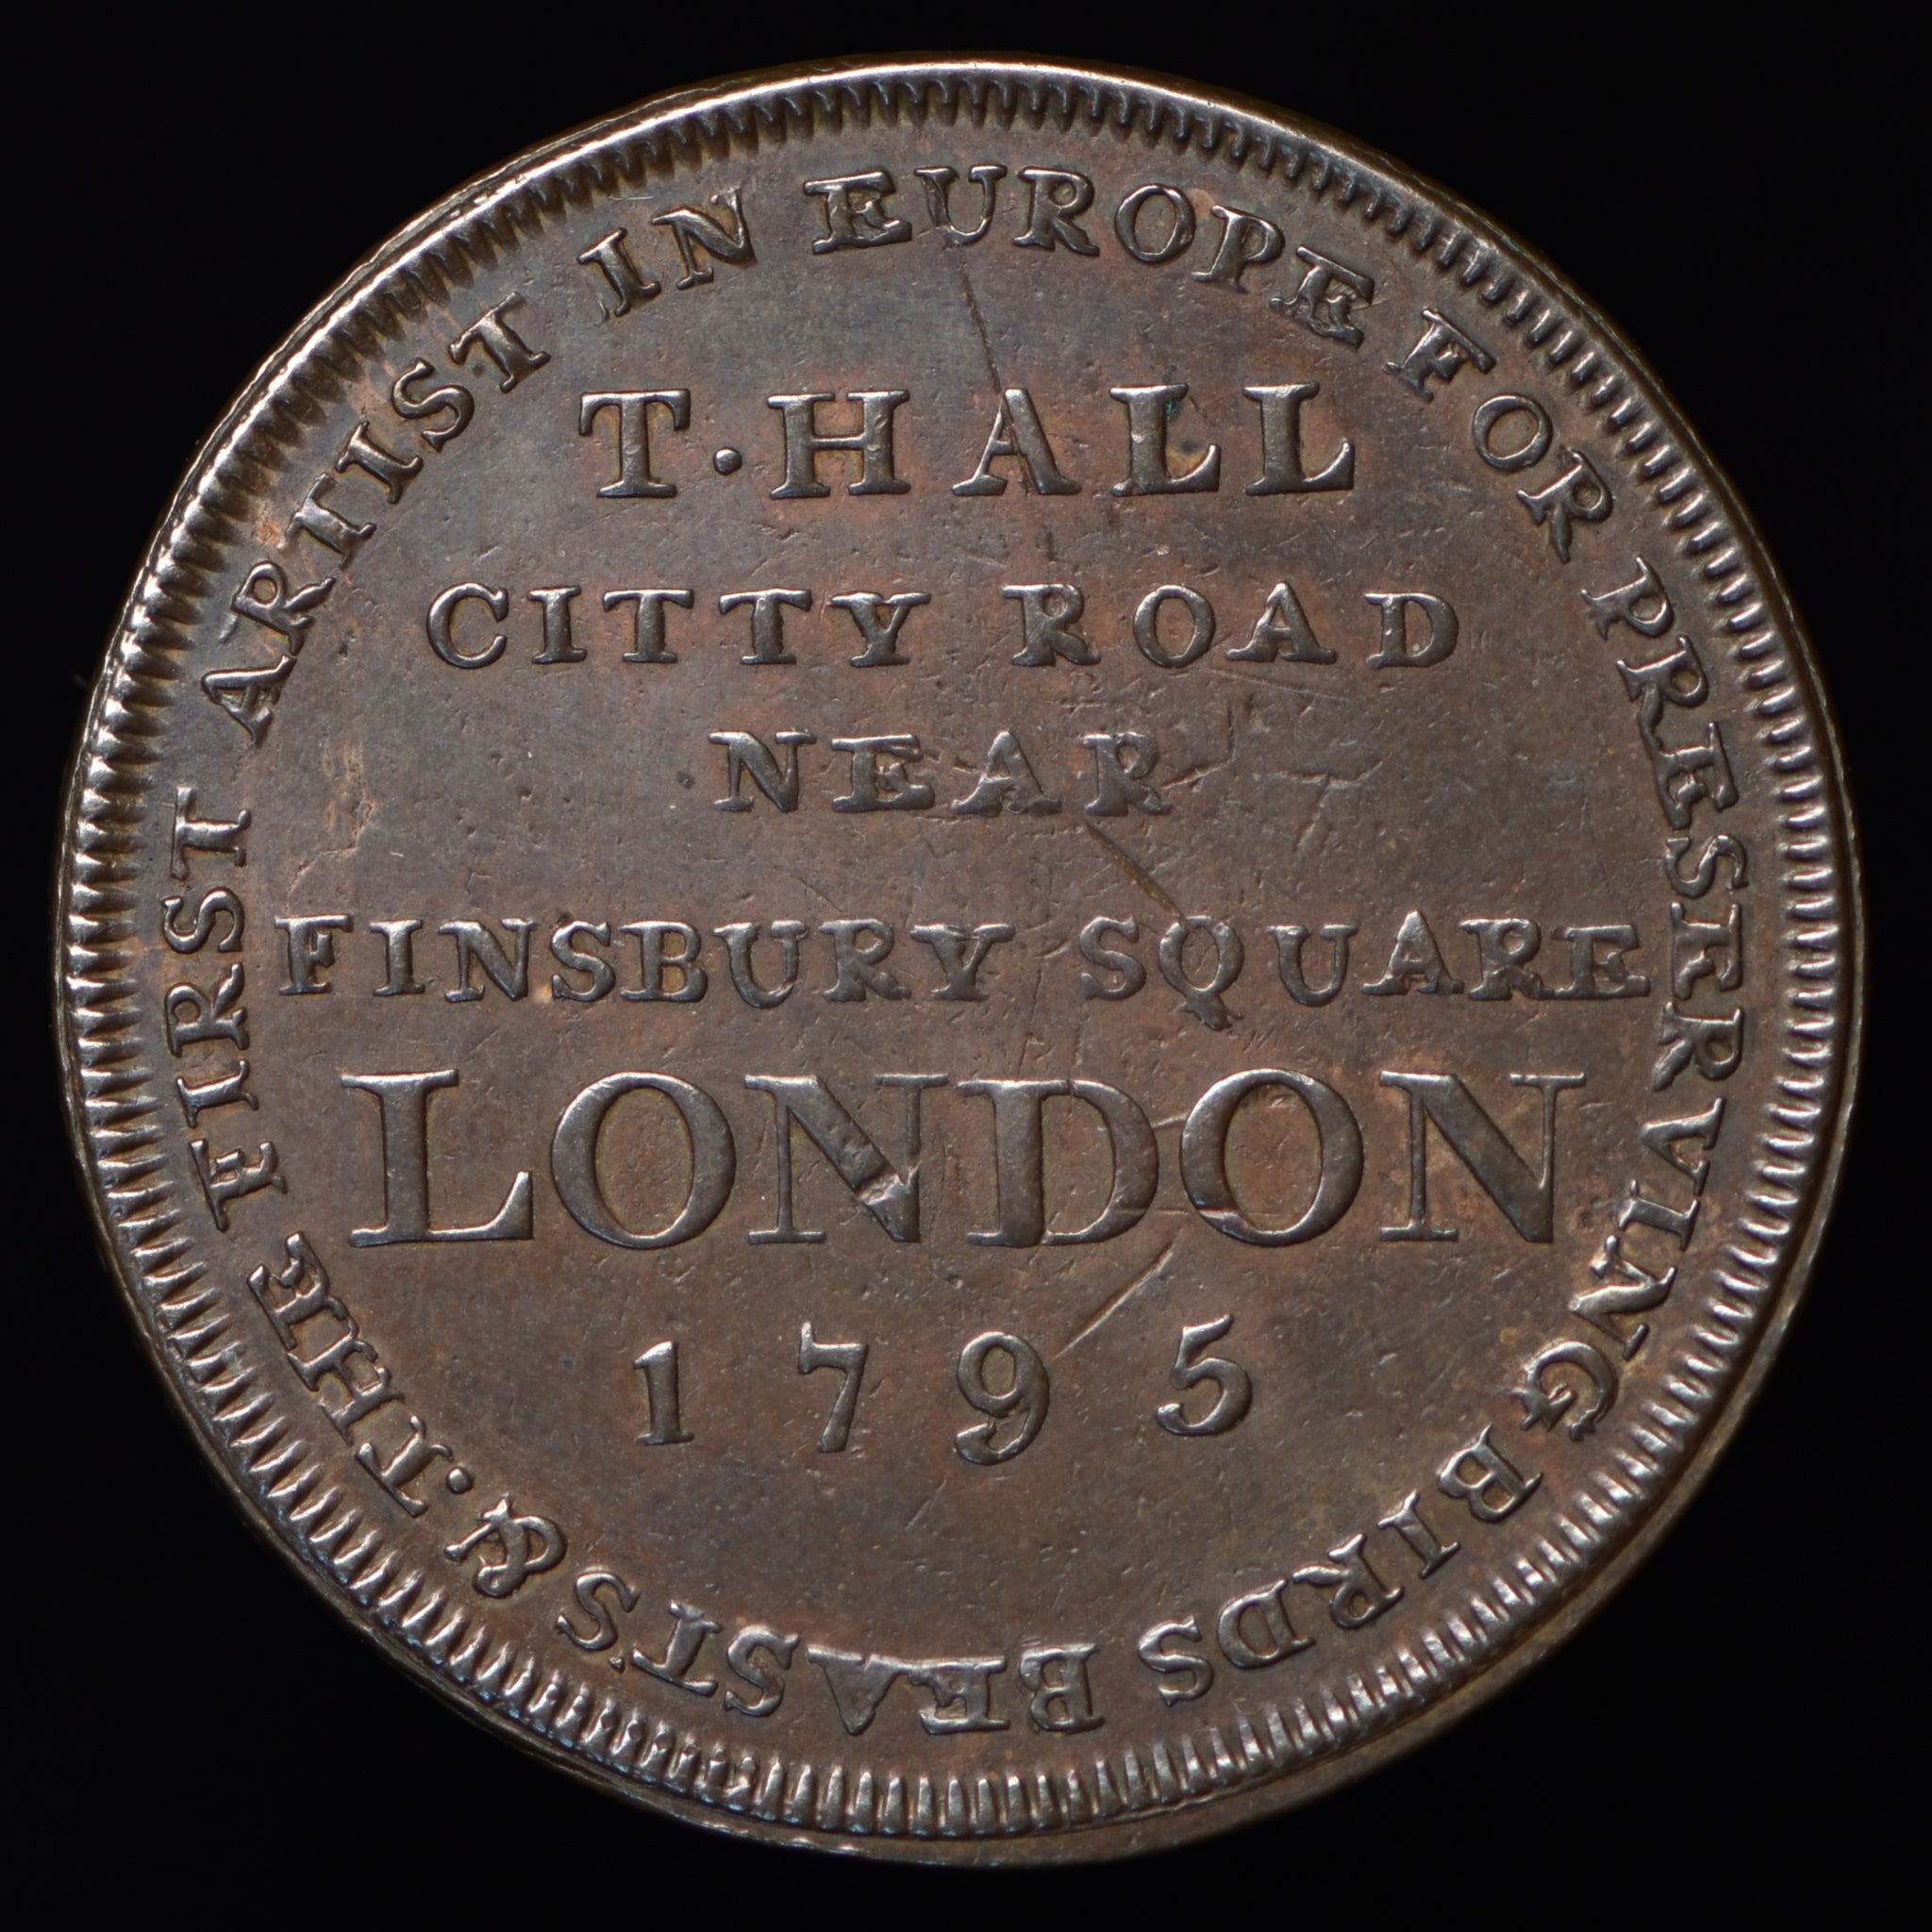 THE FIRST ARTIST IN EUROPE FOR PRESERVING BIRDS BEASTS &.
T·HALL
CITTY ROAD
NEAR
FINSBURY SQUARE
LONDON
1795